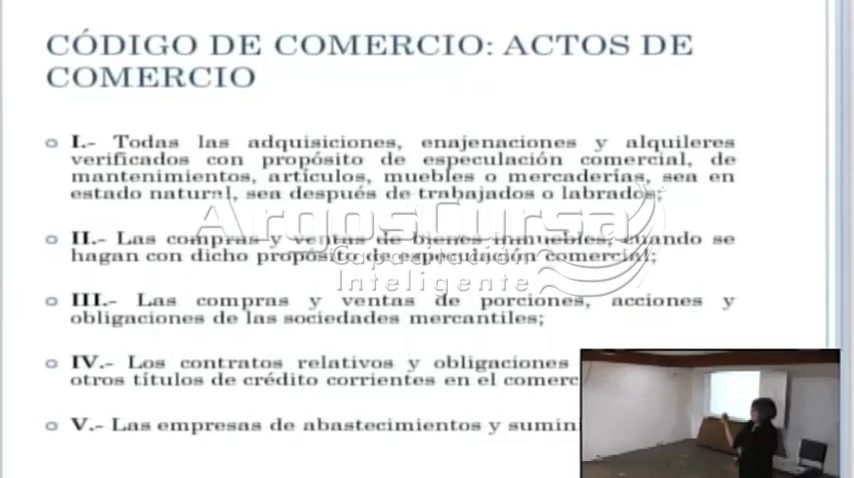 CÓDIGO DE COMERCIO: ACTOS DE
COMERCIO
I.- Todas las adquisiciones, enajenaciones y alquileres
verificados con propósito de especulación comercial, de
mantenimientos, artículos, muebles o mercaderías, sea en
estado natural, sea después de trabajados o labrados;
II.- Las compras y ventas de bienes inmuebles, cuando se
hagan con dicho propósito de especulación comercial;
III.- Las compras y ventas de porciones, acciones y
obligaciones de las sociedades mercantiles;
IV.- Los contratos relativos y obligaciones
otros títulos de crédito corrientes en el comerc
V.- Las empresas de abastecimientos y sumin
ArgosCursa
Capacitación
Inteligente